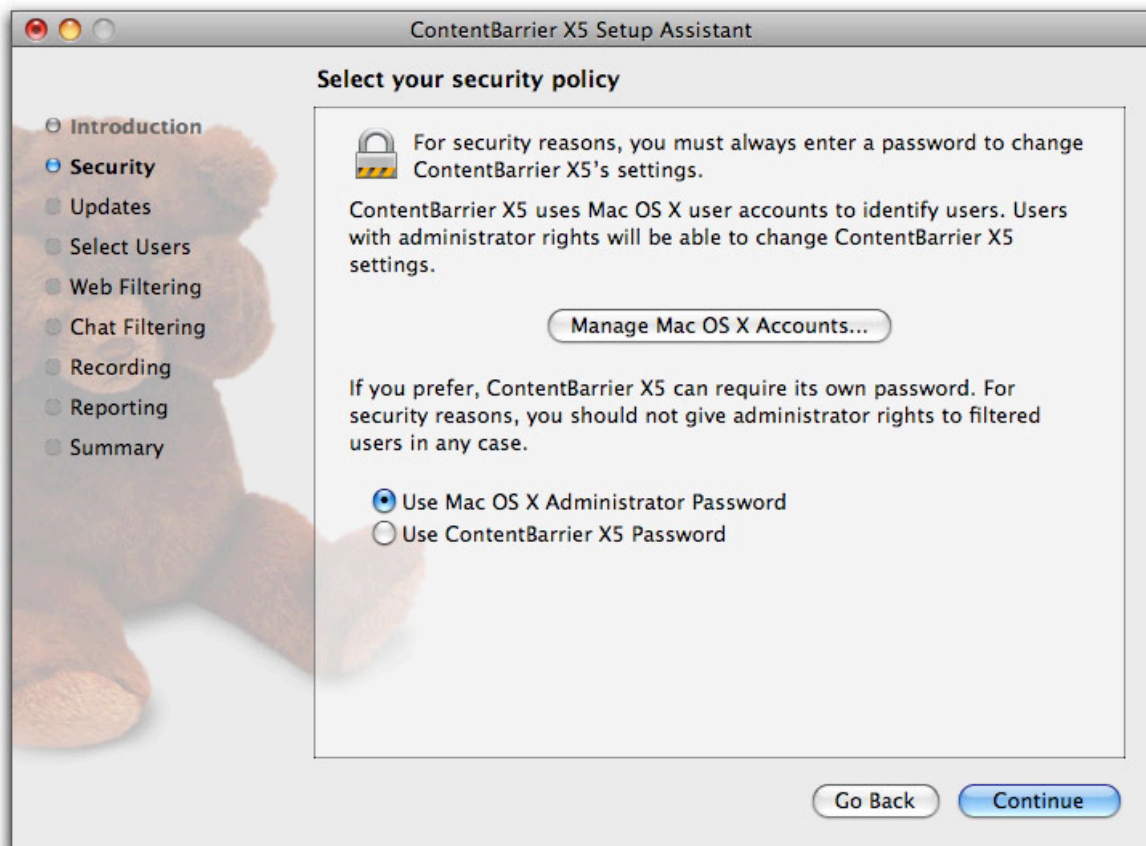 ContentBarrier X5 Setup Assistant
Select your security policy
Introduction
Security
Updates
Select Users
Web Filtering
Chat Filtering
Recording
Reporting
Summary
For security reasons, you must always enter a password to change
ContentBarrier X5's settings.
ContentBarrier X5 uses Mac OS X user accounts to identify users. Users
with administrator rights will be able to change ContentBarrier X5
settings.
Manage Mac OS X Accounts...
If you prefer, ContentBarrier X5 can require its own password. For
security reasons, you should not give administrator rights to filtered
users in any case.
Use Mac OS X Administrator Password
Use ContentBarrier X5 Password
Go Back
Continue